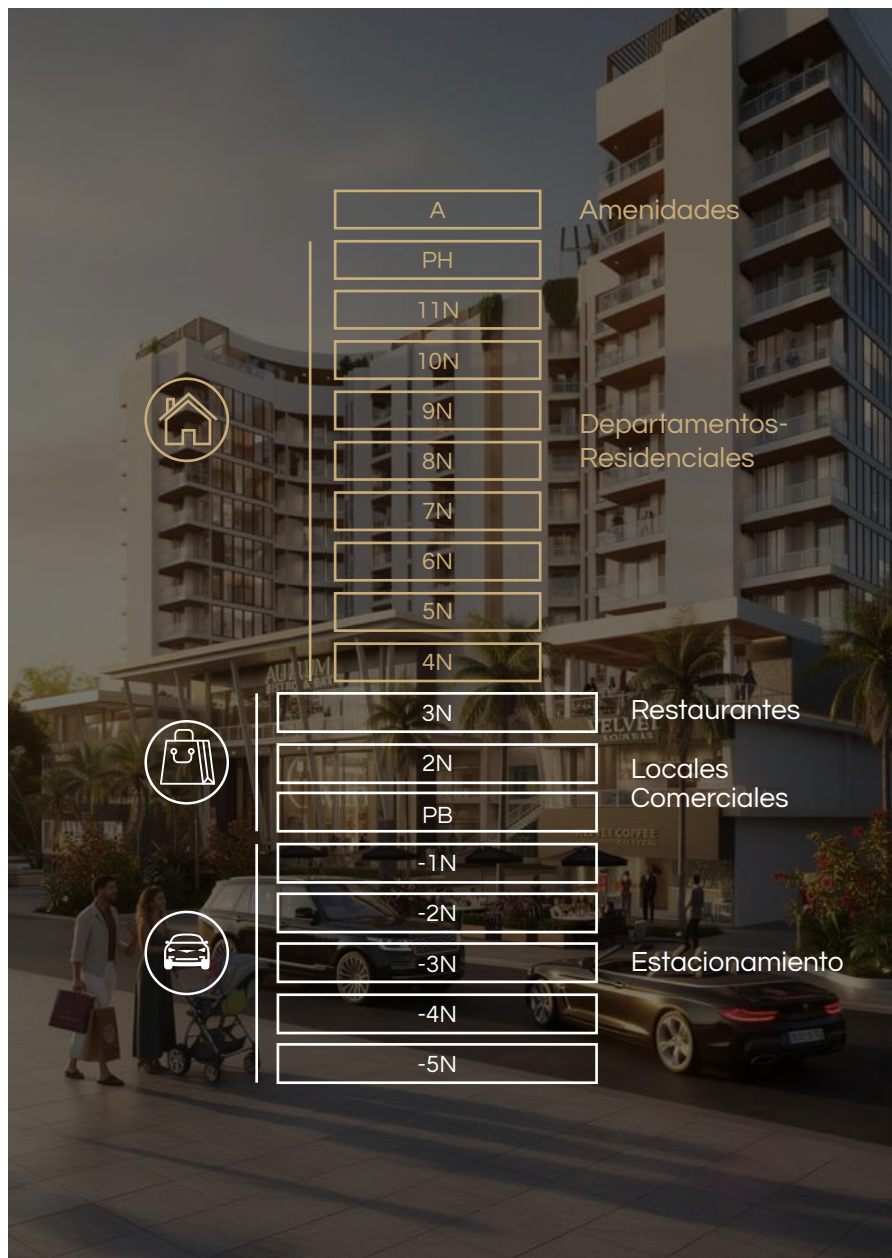 A Amenidades
PH
11N
10N
9N
Departamentos-
8N
Residenciales
7N
6N
5N
4N
3N Restaurantes
2N
Locales
Comerciales
PB
-1N
-2N
-3N Estacionamiento
-4N
-5N